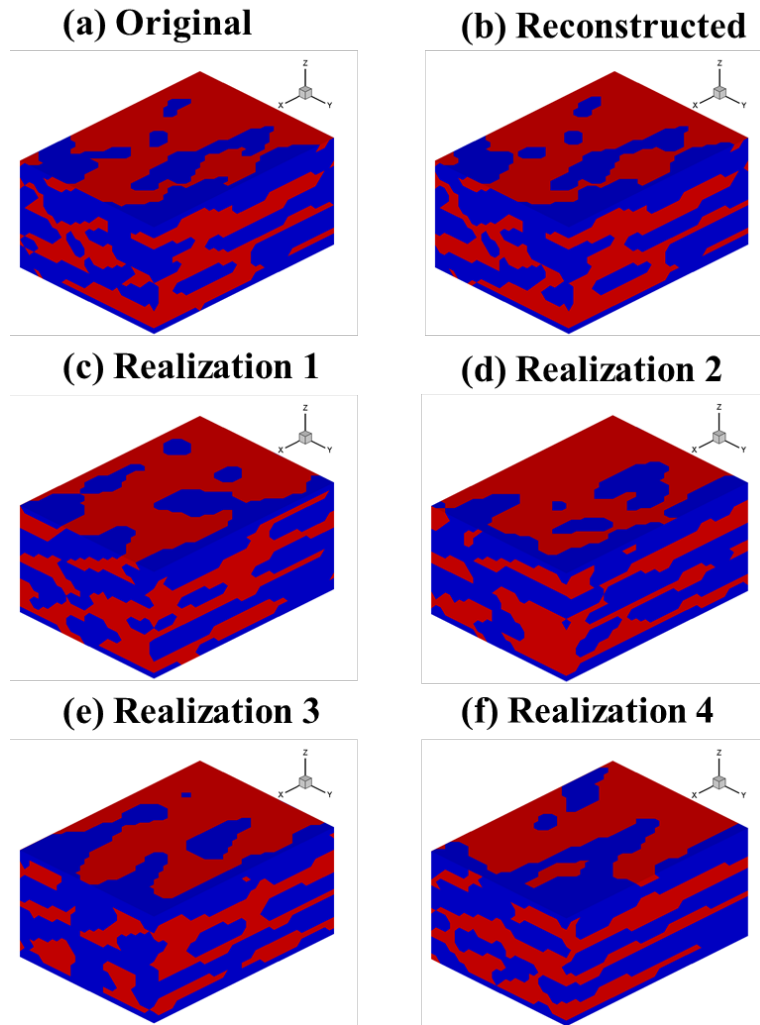 (a) Original
(b) Reconstructed
Z
X
Y
Z
X
Y
(c) Realization 1
(d) Realization 2
Z
X
Y
Z
X
Y
(e) Realization 3
(f) Realization 4
Z
X
Y
Z
X
Y